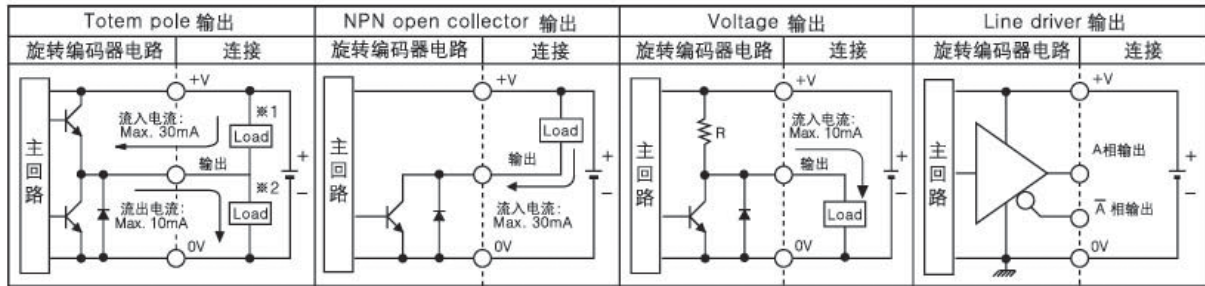 Totem pole 输出
旋转编码器电路 连接
主回路
+V
流入电流:
Max. 30mA
※1
Load
输出
※2
流出电流:
Max. 10mA
Load
+
−
0V
NPN open collector 输出
旋转编码器电路 连接
主回路
+V
Load
输出
流入电流:
Max. 30mA
+
−
0V
Voltage 输出
旋转编码器电路 连接
主回路
+V
R
流入电流:
Max. 10mA
输出
Load
+
−
0V
Line driver 输出
旋转编码器电路 连接
主回路
+V
A相输出
A̅ 相输出
+
−
0V